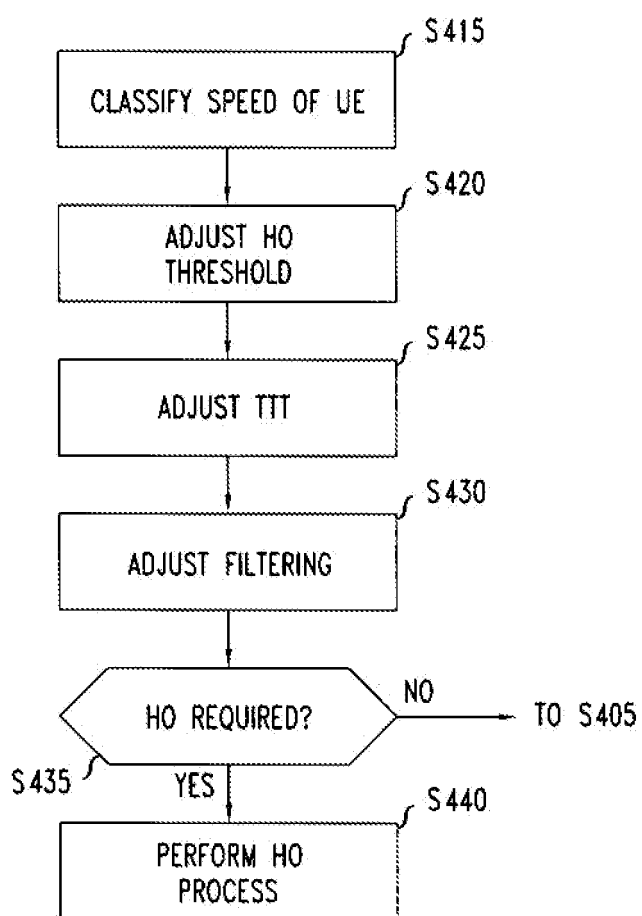 S415
CLASSIFY SPEED OF UE
S420
ADJUST HO
THRESHOLD
S425
ADJUST TTT
S430
ADJUST FILTERING
HO REQUIRED?
NO
TO S405
S435
YES
S440
PERFORM HO
PROCESS